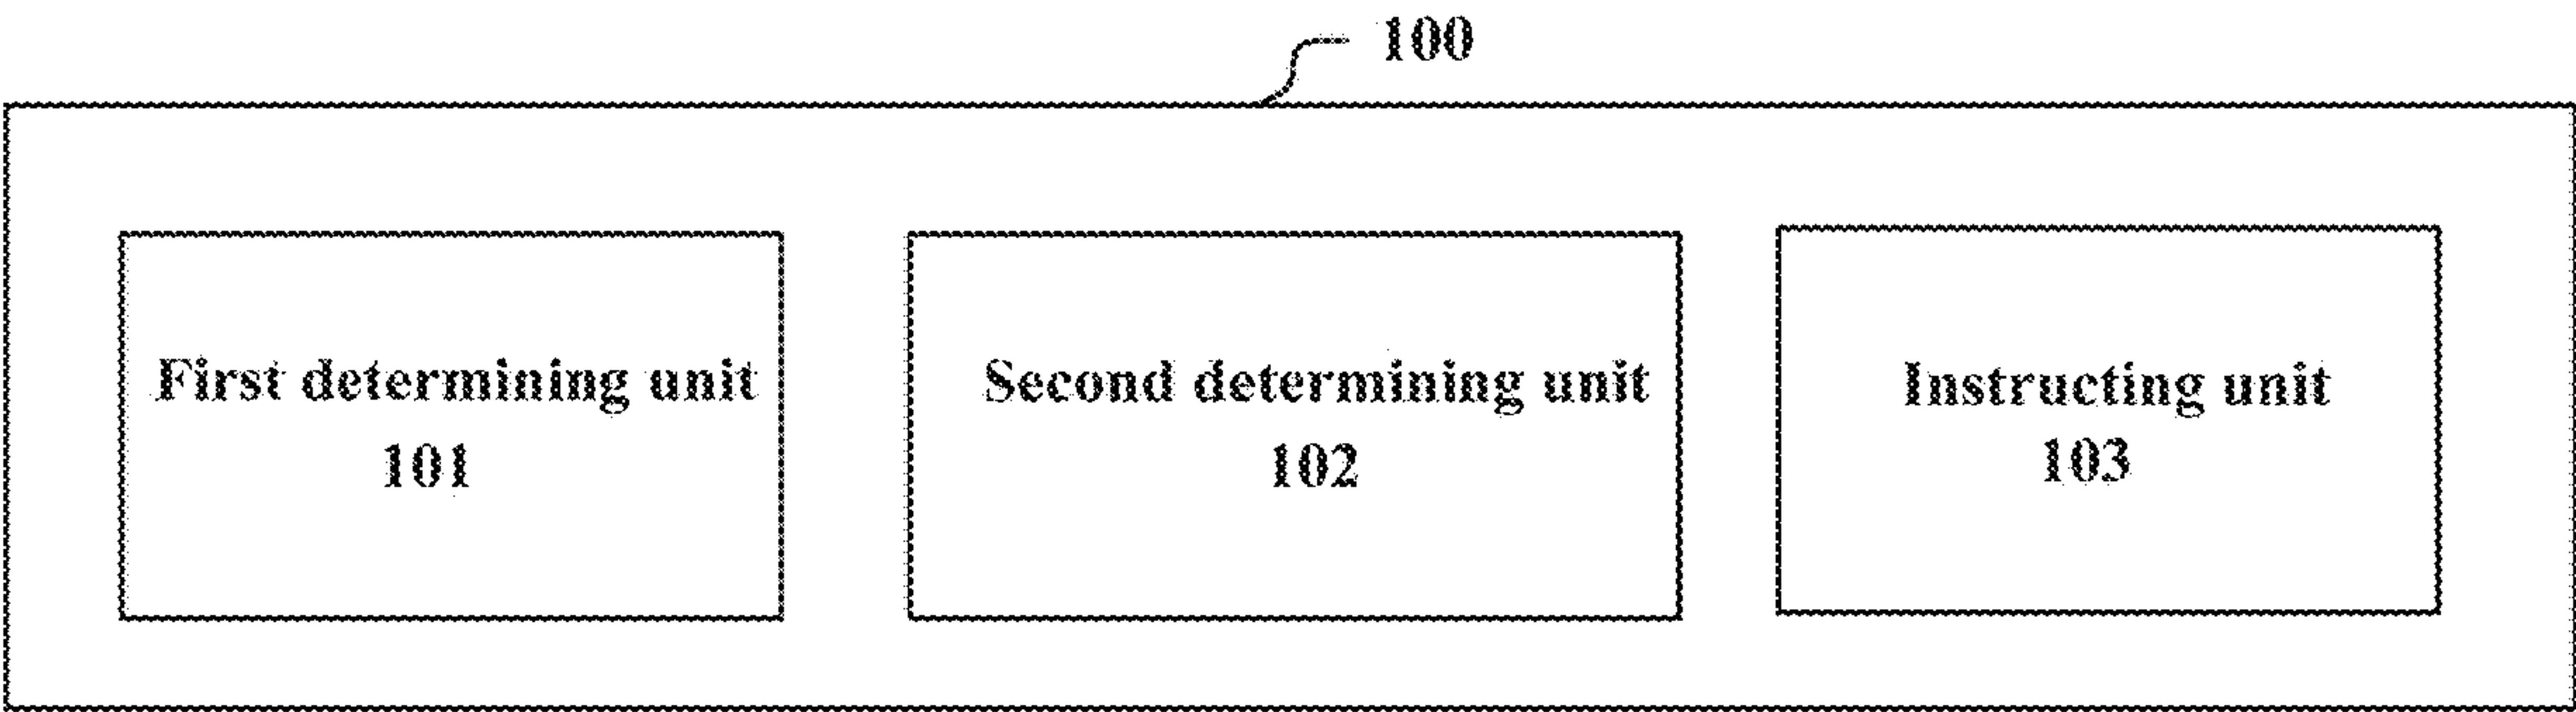 100
First determining unit
101
Second determining unit
102
Instructing unit
103